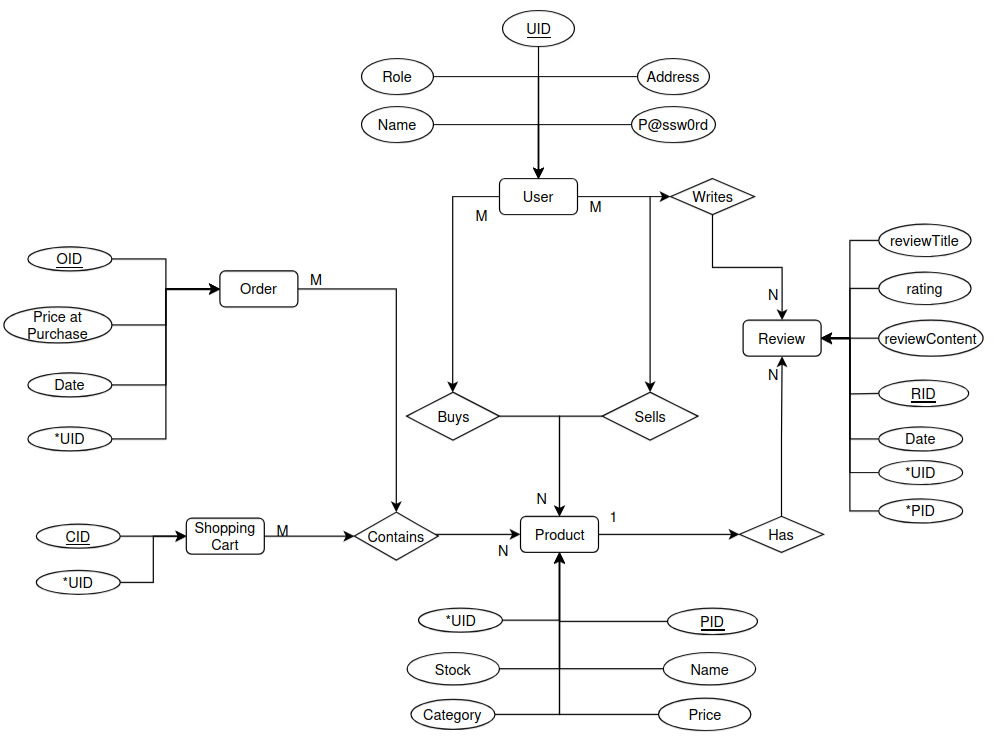 UID
Role
Address
Name
P@ssw0rd
User
Writes
M
M
reviewTitle
OID
M
Order
rating
N
Price at
Purchase
Review
reviewContent
N
Date
RID
Buys
Sells
*UID
Date
*UID
N
*PID
1
CID
Shopping
Cart
M
Contains
Product
Has
N
*UID
*UID
PID
Stock
Name
Category
Price